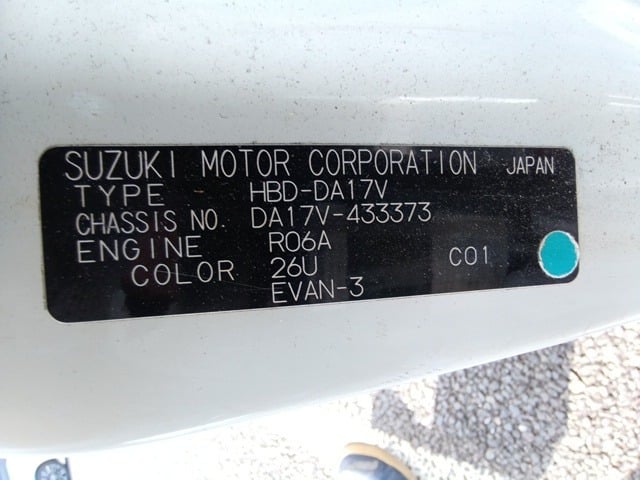 SUZUKI MOTOR CORPORATION JAPAN
TYPE HBD-DA17V
CHASSIS NO. DA17V-433373
ENGINE R06A
COLOR 26U C01
EVAN-3